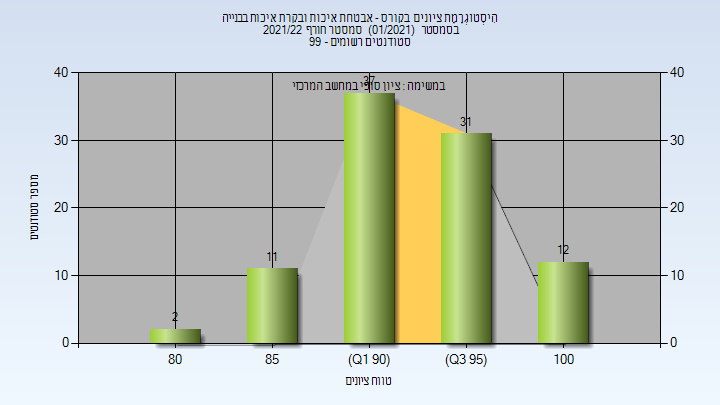 היסטוגרמת ציונים בקורס - אבטחת איכות ובקרת איכות בבנייה
בסמסטר (01/2021) סמסטר חורף 2021/22
סטודנטים רשומים - 99
במשימה : ציון סופי במחשב המרכזי
40 40
30 30
20 20
10 10
0 0
מספר סטודנטים
2
11
37
31
12
80 85 (Q1 90) (Q3 95) 100
טווח ציונים